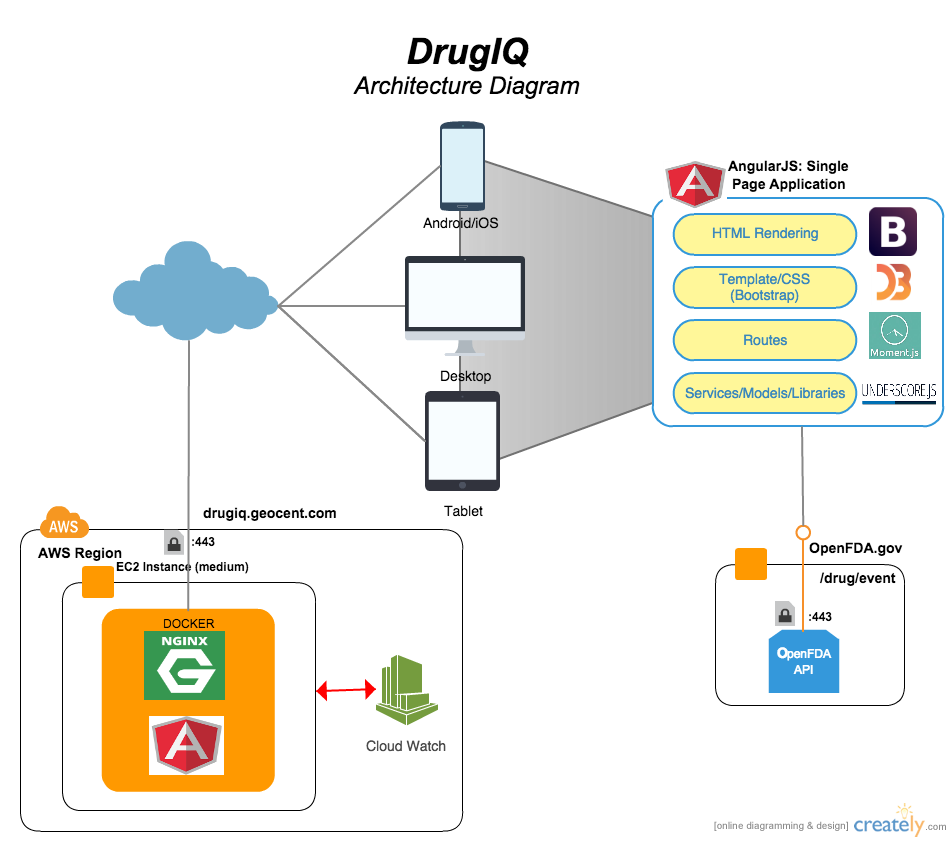 DrugIQ
Architecture Diagram
Android/iOS
Desktop
Tablet
AngularJS: Single
Page Application
HTML Rendering
B
Template/CSS
(Bootstrap)
D3
Routes
Moment.js
Services/Models/Libraries
UNDERSCORE.JS
drugiq.geocent.com
AWS
AWS Region
:443
EC2 Instance (medium)
DOCKER
NGINX
G
A
Cloud Watch
OpenFDA.gov
/drug/event
:443
OpenFDA
API
[online diagramming & design] creately.com